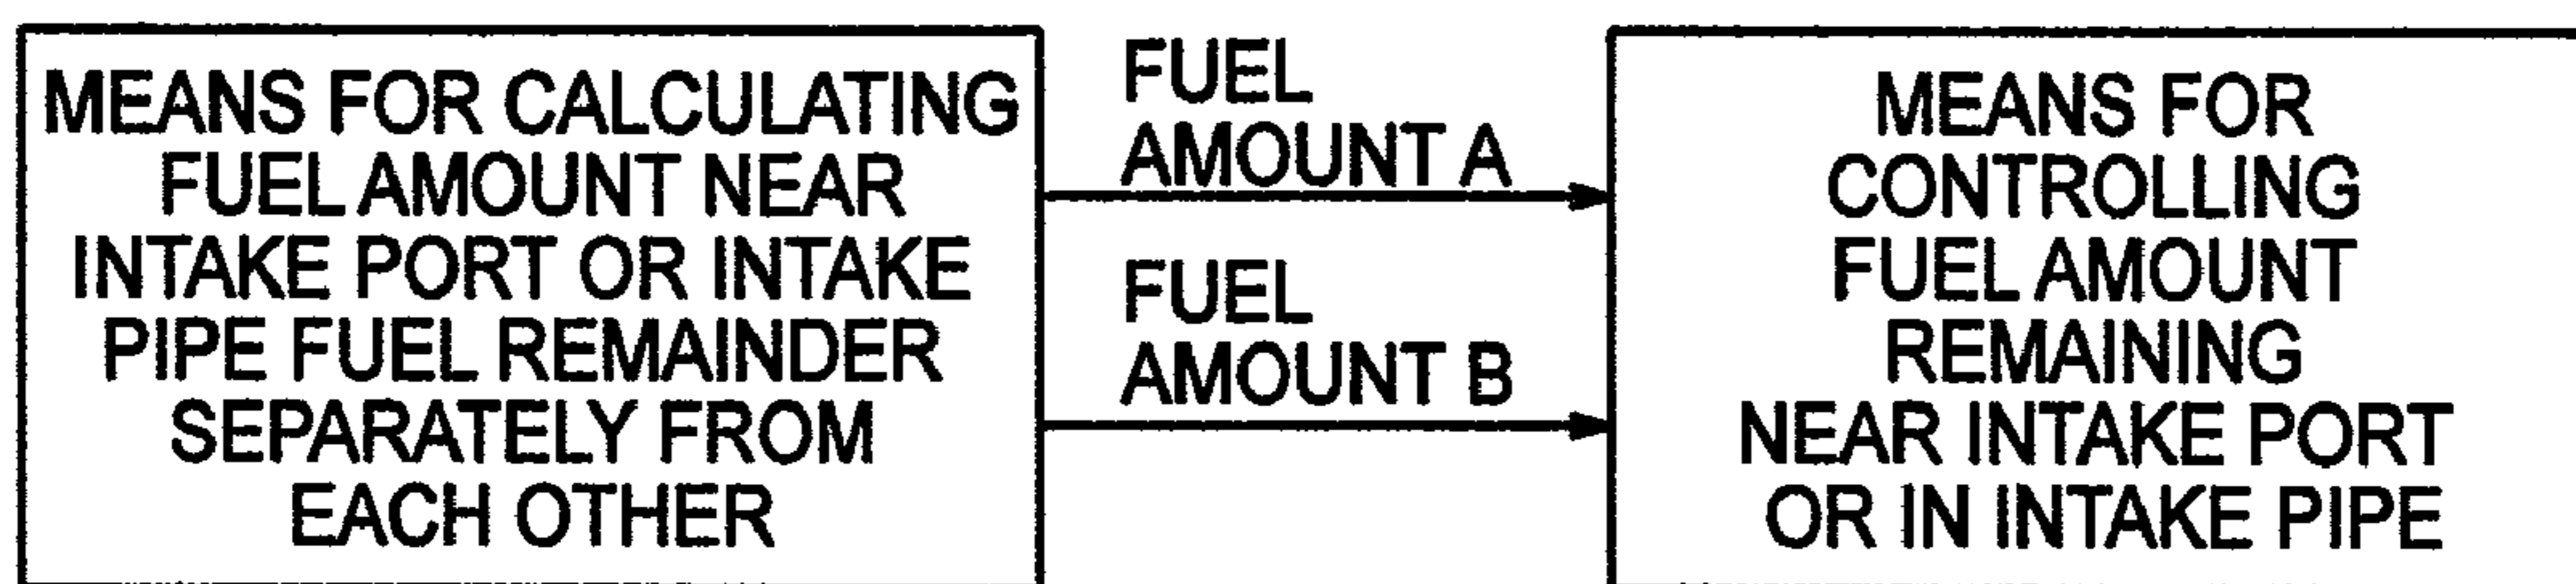 MEANS FOR CALCULATING
FUEL AMOUNT NEAR
INTAKE PORT OR INTAKE
PIPE FUEL REMAINDER
SEPARATELY FROM
EACH OTHER
FUEL
AMOUNT A
FUEL
AMOUNT B
MEANS FOR
CONTROLLING
FUEL AMOUNT
REMAINING
NEAR INTAKE PORT
OR IN INTAKE PIPE